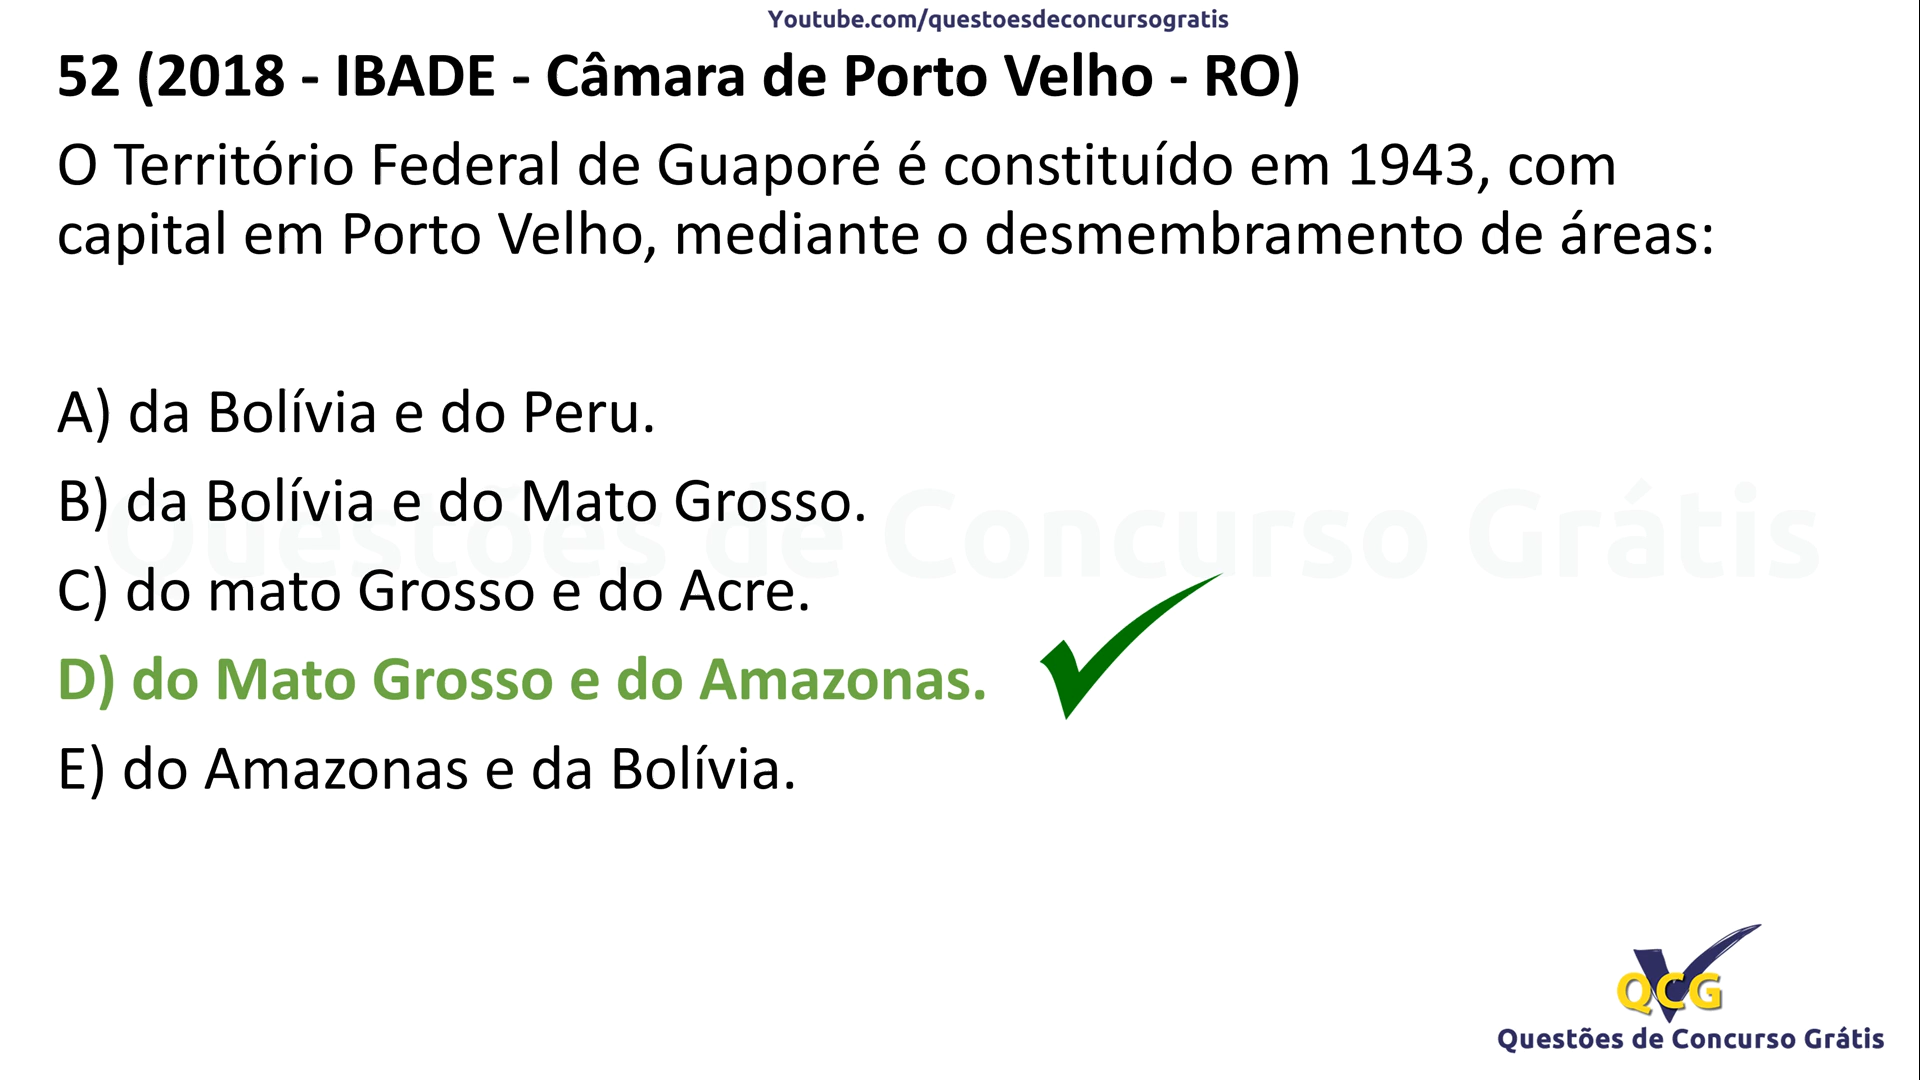 Youtube.com/questoesdeconcursogratis
52 (2018 - IBADE - Câmara de Porto Velho - RO)
O Território Federal de Guaporé é constituído em 1943, com
capital em Porto Velho, mediante o desmembramento de áreas:
A) da Bolívia e do Peru.
B) da Bolívia e do Mato Grosso.
Questões de Concurso Grátis
C) do mato Grosso e do Acre.
D) do Mato Grosso e do Amazonas.
E) do Amazonas e da Bolívia.
QCG
Questões de Concurso Grátis